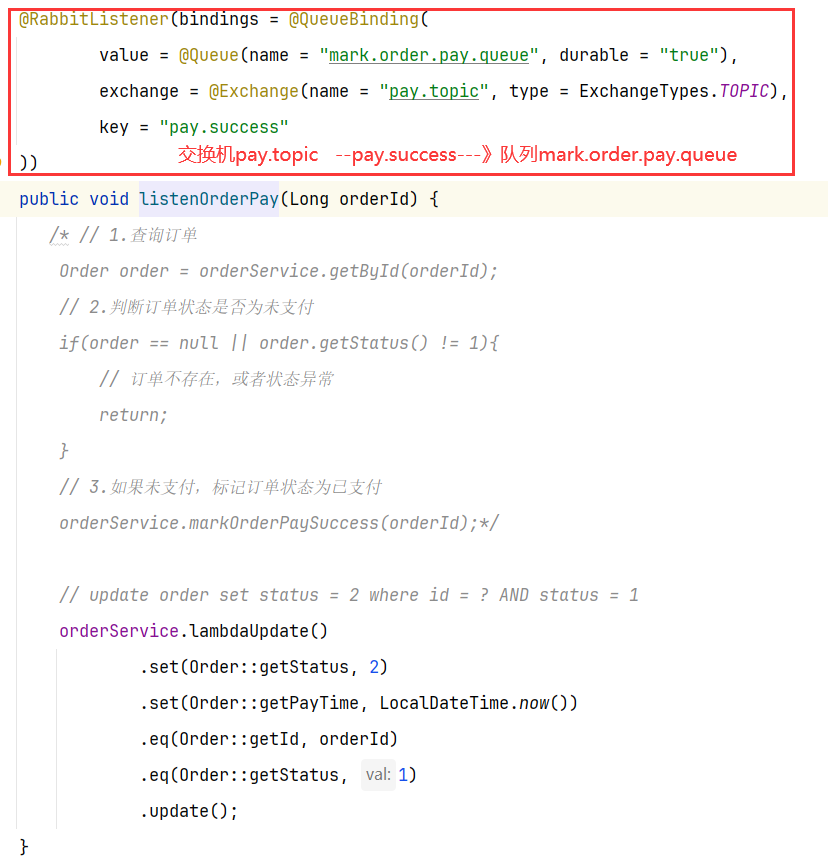 @RabbitListener(bindings = @QueueBinding(
value = @Queue(name = "mark.order.pay.queue", durable = "true"),
exchange = @Exchange(name = "pay.topic", type = ExchangeTypes.TOPIC),
key = "pay.success"
)) 交换机pay.topic --pay.success---》队列mark.order.pay.queue
public void listenOrderPay(Long orderId) {
/* // 1.查询订单
Order order = orderService.getById(orderId);
// 2.判断订单状态是否为未支付
if(order == null || order.getStatus() != 1){
// 订单不存在，或者状态异常
return;
}
// 3.如果未支付，标记订单状态为已支付
orderService.markOrderPaySuccess(orderId);*/
// update order set status = 2 where id = ? AND status = 1
orderService.lambdaUpdate()
.set(Order::getStatus, 2)
.set(Order::getPayTime, LocalDateTime.now())
.eq(Order::getId, orderId)
.eq(Order::getStatus, val: 1)
.update();
}